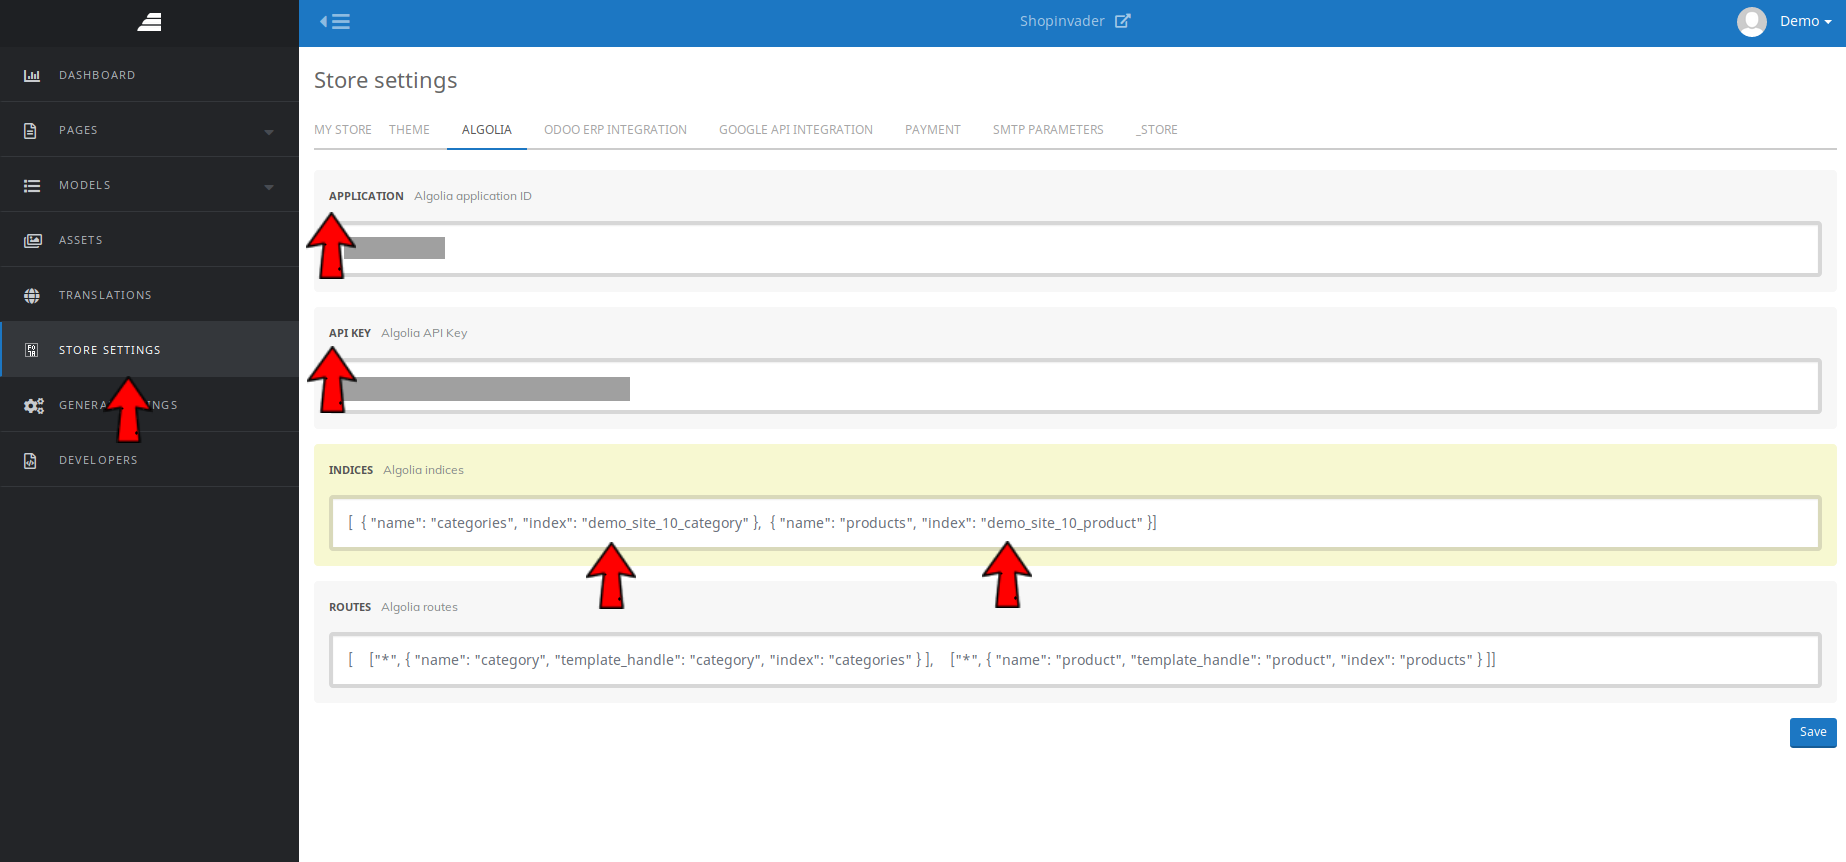 ShopInvader
Demo
DASHBOARD
PAGES
MODELS
ASSETS
TRANSLATIONS
STORE SETTINGS
DEVELOPERS
Store settings
MY STORE THEME ALGOLIA ODOO ERP INTEGRATION GOOGLE API INTEGRATION PAYMENT SMTP PARAMETERS _STORE
APPLICATION Algolia application ID
API KEY Algolia API Key
INDICES Algolia indices
[ { "name": "categories", "index": "demo_site_10_category" }, { "name": "products", "index": "demo_site_10_product" }]
ROUTES Algolia routes
[ ["*", { "name": "category", "template_handle": "category", "index": "categories" } ], ["*", { "name": "product", "template_handle": "product", "index": "products" } ]]
Save